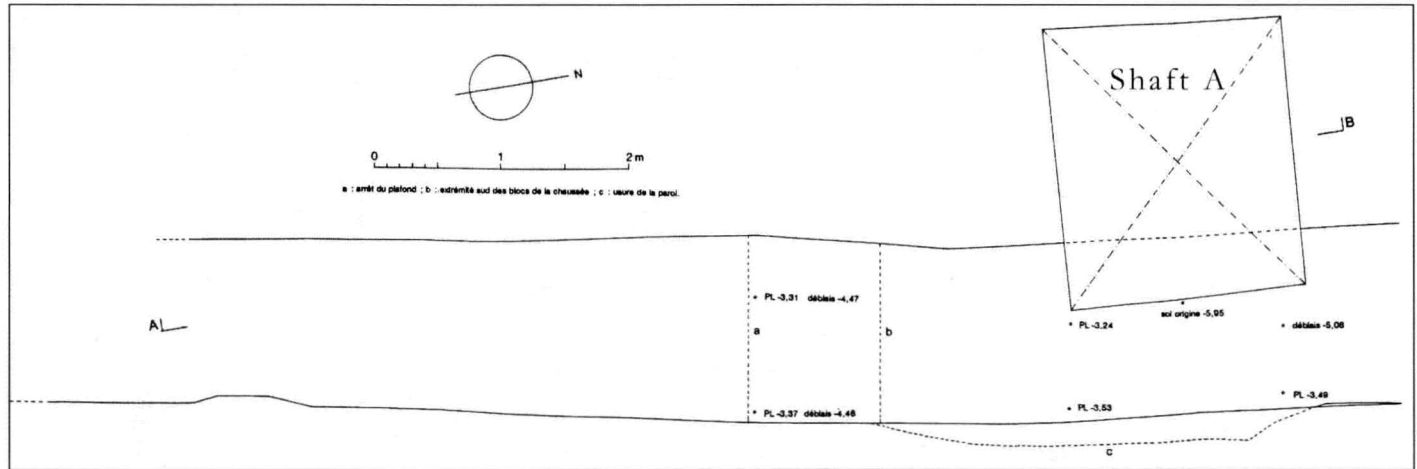 Shaft A
N
B
0 1 2 m
a : arrêt du plafond ; b : extrémité sud des blocs de la chaussée ; c : usure de la paroi.
PL -3,31 déblais -4,47
sol origine -5,95
A
a
b
PL -3,24
déblais -5,08
PL -3,49
PL -3,37 déblais -4,48
PL -3,53
c